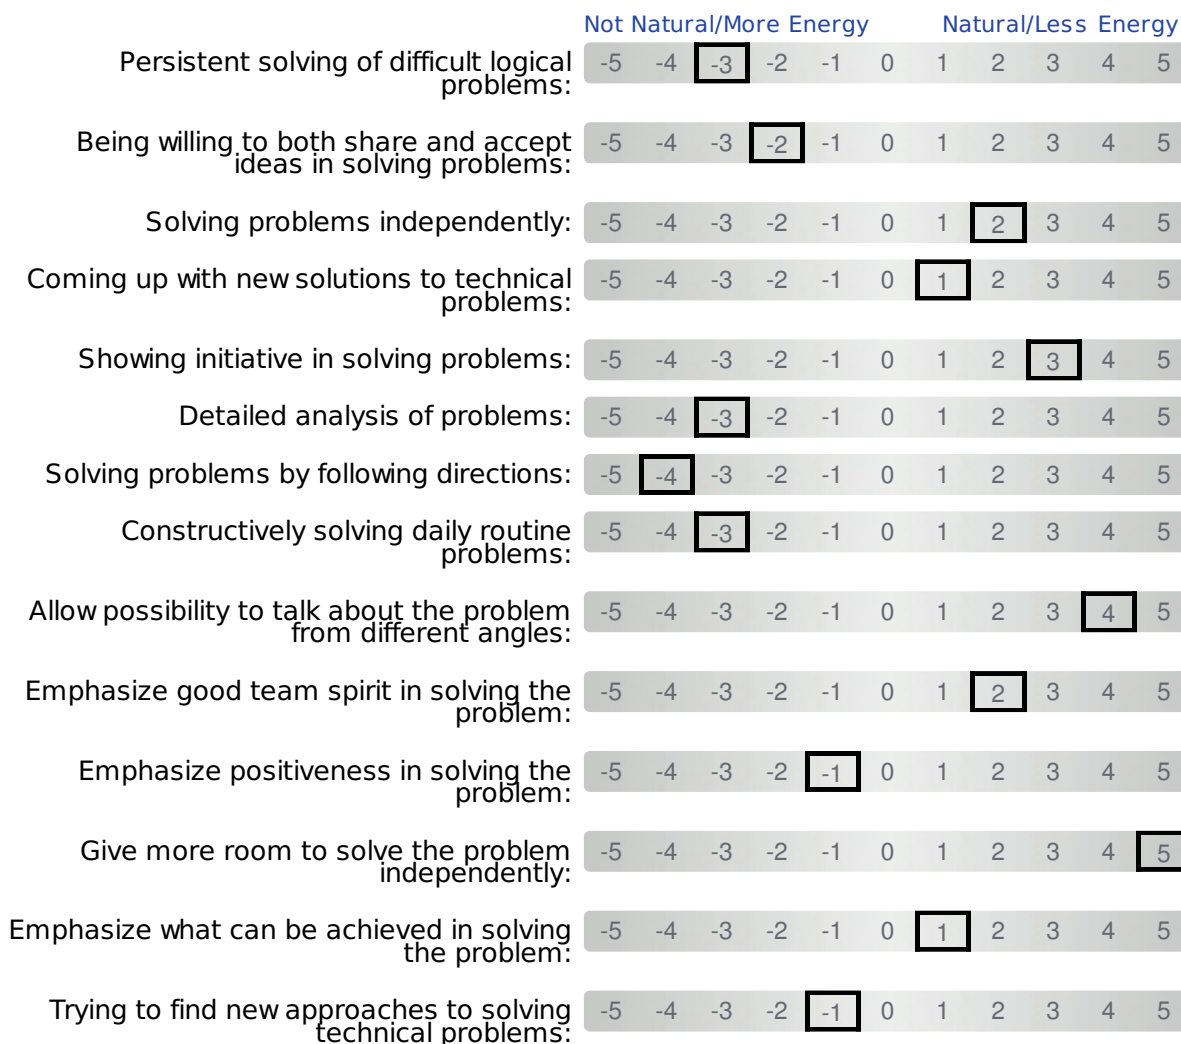 Not Natural/More Energy Natural/Less Energy
Persistent solving of difficult logical -5 -4 -3 -2 -1 0 1 2 3 4 5
problems:
Being willing to both share and accept -5 -4 -3 -2 -1 0 1 2 3 4 5
ideas in solving problems:
Solving problems independently: -5 -4 -3 -2 -1 0 1 2 3 4 5
Coming up with new solutions to technical -5 -4 -3 -2 -1 0 1 2 3 4 5
problems:
Showing initiative in solving problems: -5 -4 -3 -2 -1 0 1 2 3 4 5
Detailed analysis of problems: -5 -4 -3 -2 -1 0 1 2 3 4 5
Solving problems by following directions: -5 -4 -3 -2 -1 0 1 2 3 4 5
Constructively solving daily routine -5 -4 -3 -2 -1 0 1 2 3 4 5
problems:
Allow possibility to talk about the problem -5 -4 -3 -2 -1 0 1 2 3 4 5
from different angles:
Emphasize good team spirit in solving the -5 -4 -3 -2 -1 0 1 2 3 4 5
problem:
Emphasize positiveness in solving the -5 -4 -3 -2 -1 0 1 2 3 4 5
problem:
Give more room to solve the problem -5 -4 -3 -2 -1 0 1 2 3 4 5
independently:
Emphasize what can be achieved in solving -5 -4 -3 -2 -1 0 1 2 3 4 5
the problem:
Trying to find new approaches to solving -5 -4 -3 -2 -1 0 1 2 3 4 5
technical problems: